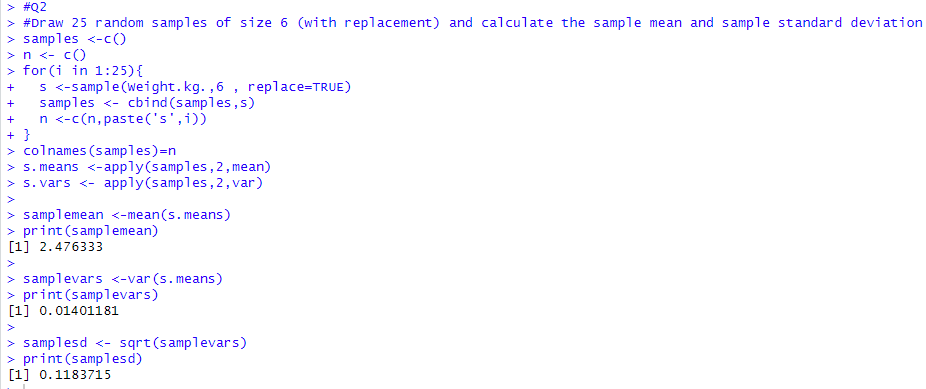 > #Q2
> #Draw 25 random samples of size 6 (with replacement) and calculate the sample mean and sample standard deviation
> samples <-c()
> n <- c()
> for(i in 1:25){
+   s <-sample(Weight.kg.,6 , replace=TRUE)
+   samples <- cbind(samples,s)
+   n <-c(n,paste('s',i))
+ }
> colnames(samples)=n
> s.means <-apply(samples,2,mean)
> s.vars <- apply(samples,2,var)
>
> samplemean <-mean(s.means)
> print(samplemean)
[1] 2.476333
>
> samplevars <-var(s.means)
> print(samplevars)
[1] 0.01401181
>
> samplesd <- sqrt(samplevars)
> print(samplesd)
[1] 0.1183715
>